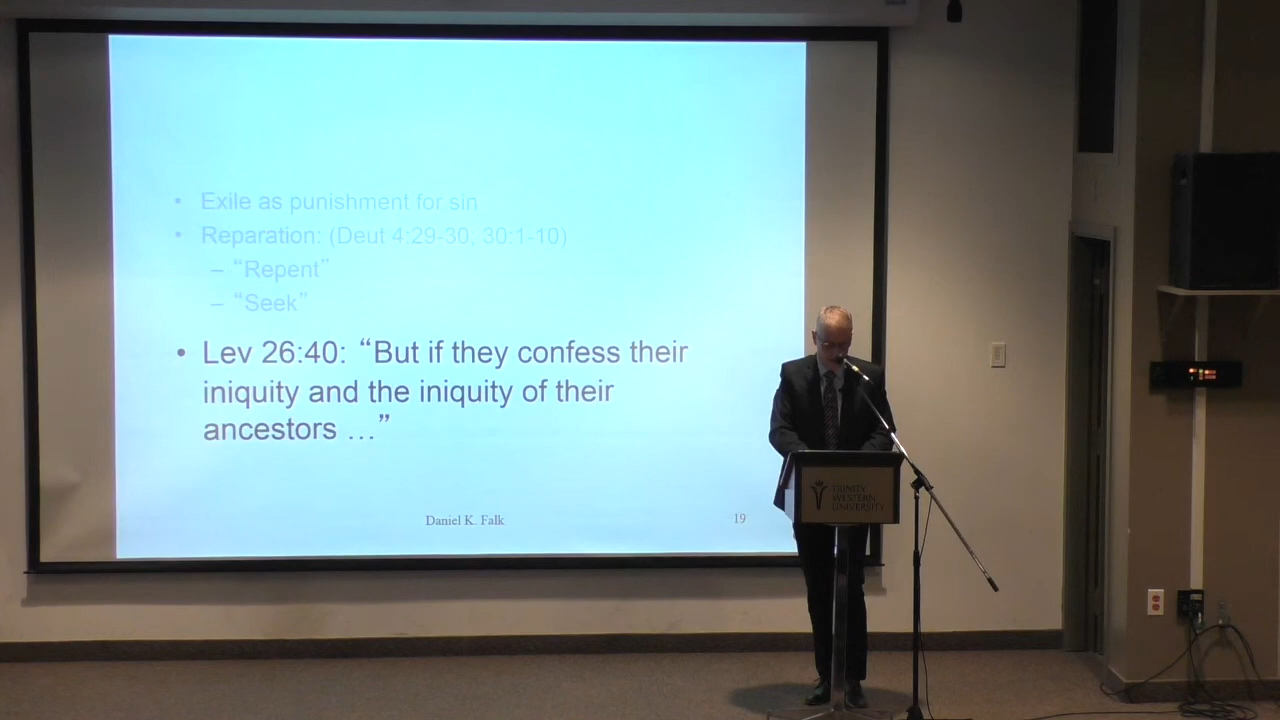 • Exile as punishment for sin
• Reparation: (Deut 4:29-30; 30:1-10)
– “Repent”
– “Seek”
• Lev 26:40: “But if they confess their
iniquity and the iniquity of their
ancestors …”
Daniel K. Falk
19
TRINITY
WESTERN
UNIVERSITY